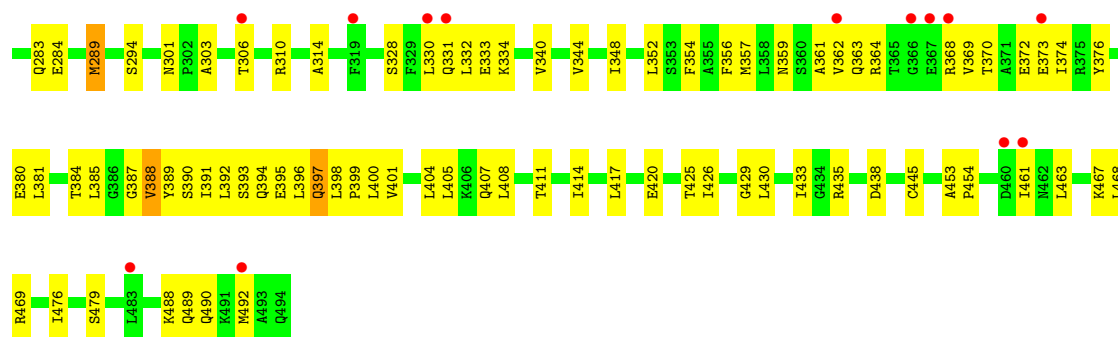 Q283 E284 M289 S294 N301 P302 A303 T306 R310 A314 F319 S328 F329 L330 Q331 L332 E333 K334 V340 V344 I348 L352 S353 F354 A355 F356 M357 L358 N359 S360 A361 V362 Q363 R364 T365 G366 E367 R368 V369 T370 A371 E372 E373 I374 R375 Y376
E380 L381 T384 L385 G386 G387 V388 Y389 S390 I391 L392 S393 Q394 E395 L396 Q397 L398 P399 L400 V401 L404 L405 K406 Q407 L408 T411 I414 L417 E420 T425 I426 G429 L430 I433 G434 R435 D438 C445 A453 P454 D460 I461 N462 L463 K467
R469 I476 S479 L483 K488 Q489 Q490 K491 M492 A493 Q494